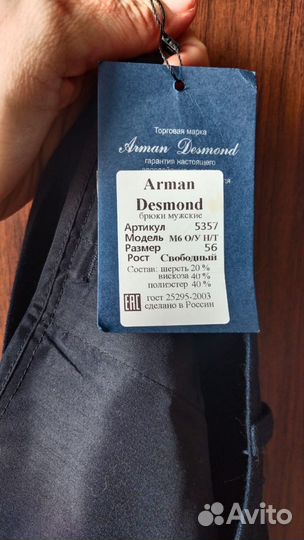 Торговая марка
Arman Desmond
гарантия настоящего
Arman
Desmond
брюки мужские
Артикул 5357
Модель М6 О/У Н/Т
Размер 56
Рост Свободный
Состав: шерсть 20 %
вискоза 40 %
полиэстер 40 %
ЕАС гост 25295-2003
сделано в России
Avito